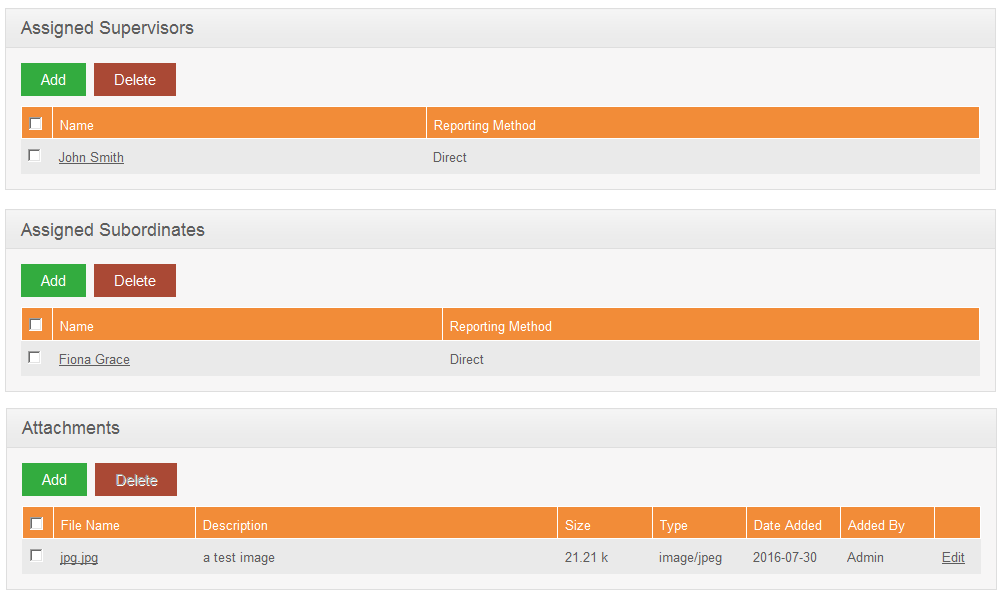 Assigned Supervisors
Add Delete
Name Reporting Method
John Smith Direct
Assigned Subordinates
Add Delete
Name Reporting Method
Fiona Grace Direct
Attachments
Add Delete
File Name Description Size Type Date Added Added By
jpg.jpg a test image 21.21 k image/jpeg 2016-07-30 Admin Edit